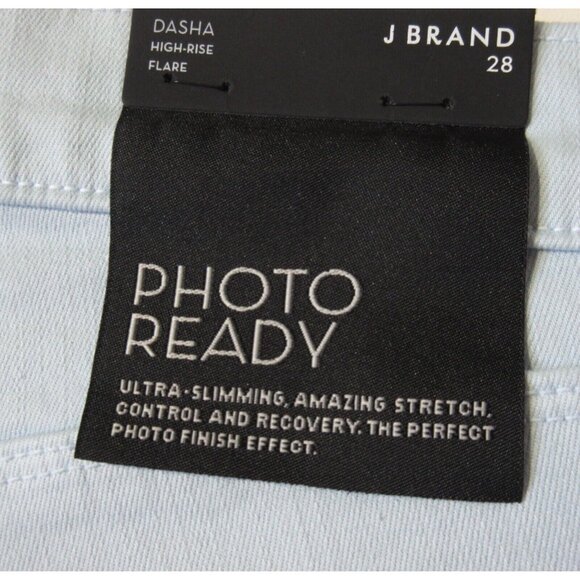 DASHA
HIGH-RISE
FLARE
J BRAND
28
PHOTO
READY
ULTRA-SLIMMING, AMAZING STRETCH,
CONTROL AND RECOVERY. THE PERFECT
PHOTO FINISH EFFECT.